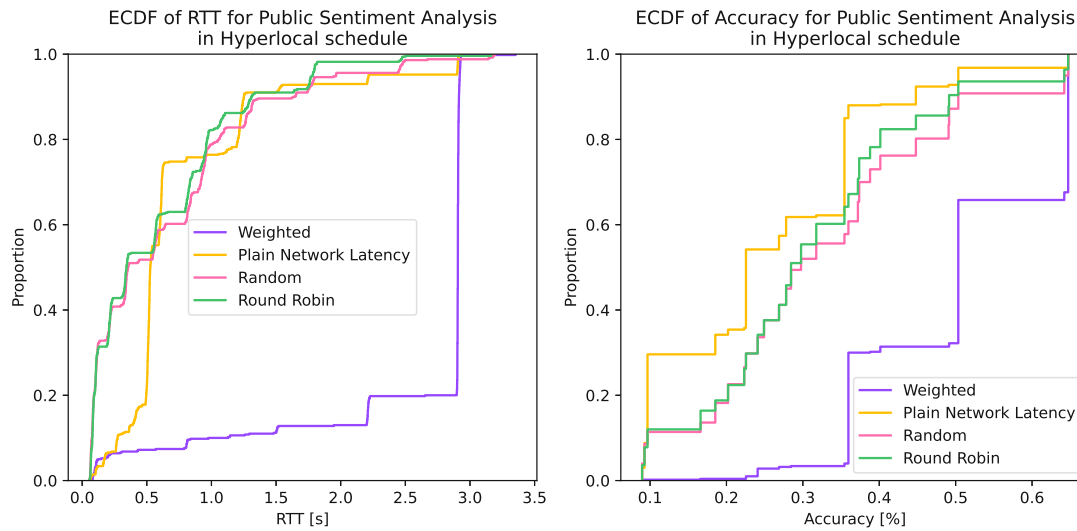 ECDF of RTT for Public Sentiment Analysis
in Hyperlocal schedule
1.0
0.8
0.6
0.4
0.2
0.0
Proportion
Weighted
Plain Network Latency
Random
Round Robin
0.0 0.5 1.0 1.5 2.0 2.5 3.0 3.5
RTT [s]
ECDF of Accuracy for Public Sentiment Analysis
in Hyperlocal schedule
1.0
0.8
0.6
0.4
0.2
0.0
Proportion
Weighted
Plain Network Latency
Random
Round Robin
0.1 0.2 0.3 0.4 0.5 0.6
Accuracy [%]